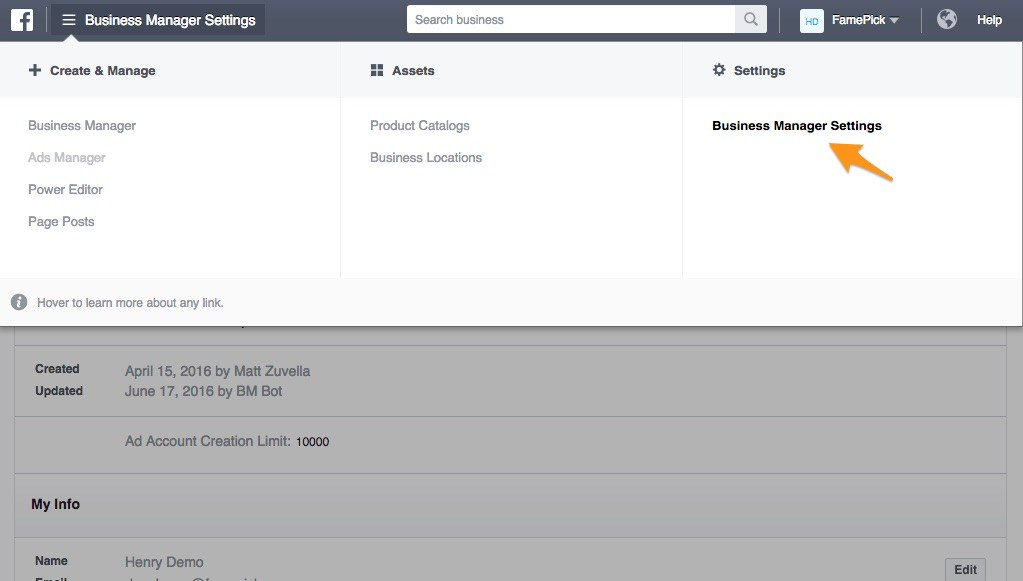 Business Manager Settings
Search business
HD FamePick
Help
Create & Manage
Assets
Settings
Business Manager
Product Catalogs
Business Manager Settings
Ads Manager
Business Locations
Power Editor
Page Posts
Hover to learn more about any link.
Created April 15, 2016 by Matt Zuvella
Updated June 17, 2016 by BM Bot
Ad Account Creation Limit: 10000
My Info
Name Henry Demo
Edit